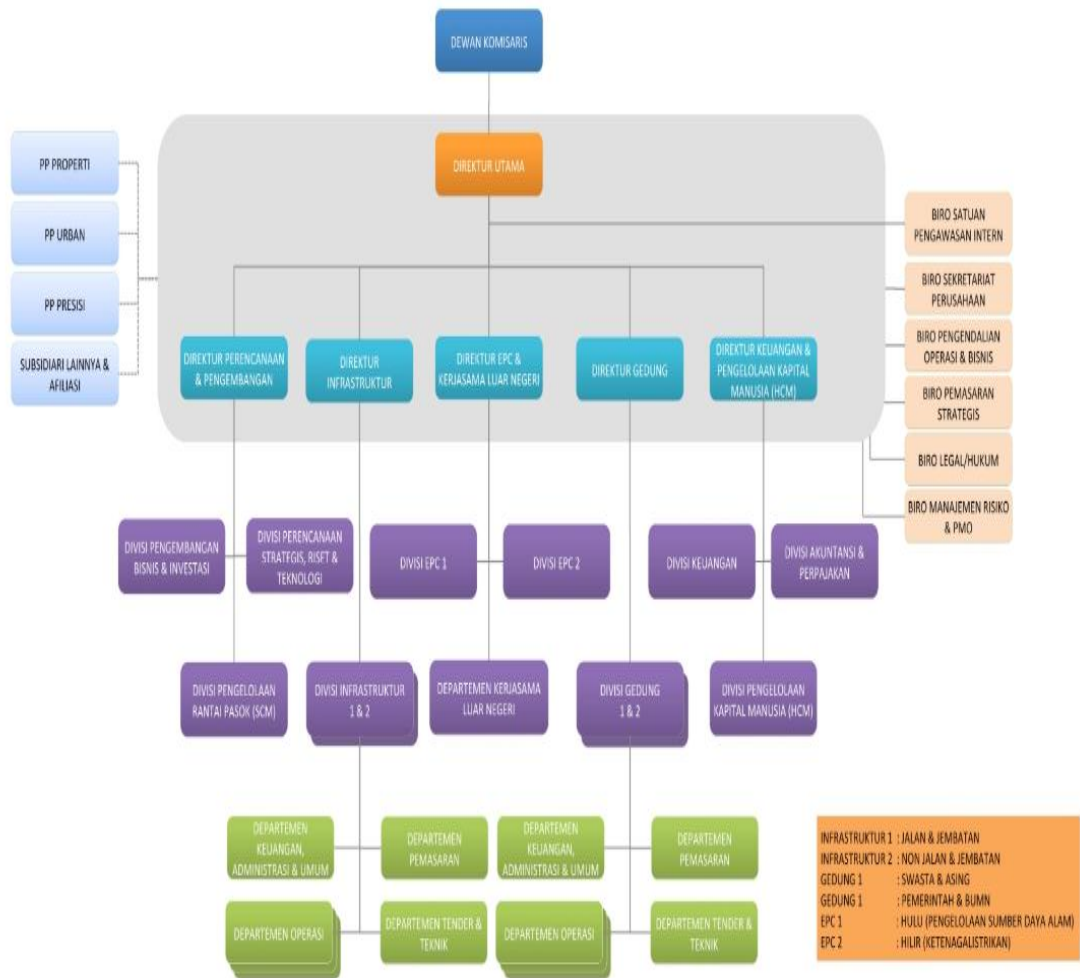 DEWAN KOMISARIS
DIREKTUR UTAMA
PP PROPERTI
PP URBAN
PP PRESISI
SUBSIDIARI LAINNYA &
AFILIASI
BIRO SATUAN
PENGAWASAN INTERN
BIRO SEKRETARIAT
PERUSAHAAN
BIRO PENGENDALIAN
OPERASI & BISNIS
BIRO PEMASARAN
STRATEGIS
BIRO LEGAL/HUKUM
BIRO MANAJEMEN RISIKO
& PMO
DIREKTUR PERENCANAAN
& PENGEMBANGAN
DIREKTUR
INFRASTRUKTUR
DIREKTUR EPC &
KERJASAMA LUAR NEGERI
DIREKTUR GEDUNG
DIREKTUR KEUANGAN &
PENGELOLAAN KAPITAL
MANUSIA (HCM)
DIVISI PENGEMBANGAN
BISNIS & INVESTASI
DIVISI PERENCANAAN
STRATEGIS, RISET &
TEKNOLOGI
DIVISI EPC 1
DIVISI EPC 2
DIVISI KEUANGAN
DIVISI AKUNTANSI &
PERPAJAKAN
DIVISI PENGELOLAAN
RANTAI PASOK (SCM)
DIVISI INFRASTRUKTUR
1 & 2
DEPARTEMEN KERJASAMA
LUAR NEGERI
DIVISI GEDUNG
1 & 2
DIVISI PENGELOLAAN
KAPITAL MANUSIA (HCM)
DEPARTEMEN
KEUANGAN,
ADMINISTRASI & UMUM
DEPARTEMEN
PEMASARAN
DEPARTEMEN
KEUANGAN,
ADMINISTRASI & UMUM
DEPARTEMEN
PEMASARAN
DEPARTEMEN OPERASI
DEPARTEMEN TENDER &
TEKNIK
DEPARTEMEN OPERASI
DEPARTEMEN TENDER &
TEKNIK
INFRASTRUKTUR 1 : JALAN & JEMBATAN
INFRASTRUKTUR 2 : NON JALAN & JEMBATAN
GEDUNG 1 : SWASTA & ASING
GEDUNG 1 : PEMERINTAH & BUMN
EPC 1 : HULU (PENGELOLAAN SUMBER DAYA ALAM)
EPC 2 : HILIR (KETENAGALISTRIKAN)